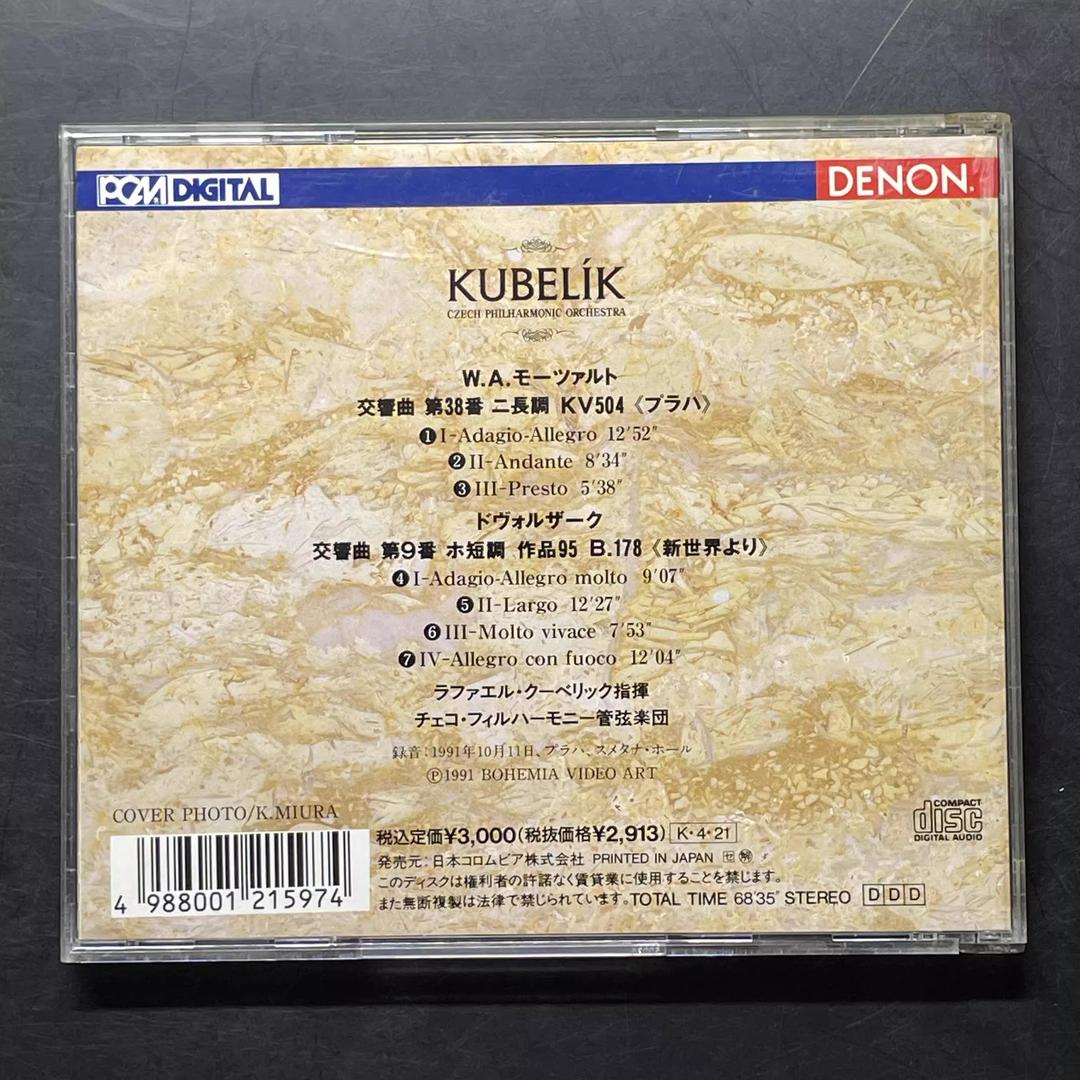 PCM DIGITAL
DENON
KUBELÍK
CZECH PHILHARMONIC ORCHESTRA
W.A.モーツァルト
交響曲 第38番 ニ長調 KV504《プラハ》
❶I-Adagio-Allegro 12′52″
❷II-Andante 8′34″
❸III-Presto 5′38″
ドヴォルザーク
交響曲 第9番 ホ短調 作品95 B.178《新世界より》
❹I-Adagio-Allegro molto 9′07″
❺II-Largo 12′27″
❻III-Molto vivace 7′53″
❼IV-Allegro con fuoco 12′04″
ラファエル・クーベリック指揮
チェコ・フィルハーモニー管弦楽団
録音:1991年10月11日、プラハ、スメタナ・ホール
Ⓟ1991 BOHEMIA VIDEO ART
COVER PHOTO/K.MIURA
4 988001 215974
税込定価¥3,000(税抜価格¥2,913) K・4・21
発売元:日本コロムビア株式会社 PRINTED IN JAPAN
このディスクは権利者の許諾なく賃貸業に使用することを禁じます。
また無断複製は法律で禁じられています。TOTAL TIME 68′35″ STEREO DDD
COMPACT
disc
DIGITAL AUDIO